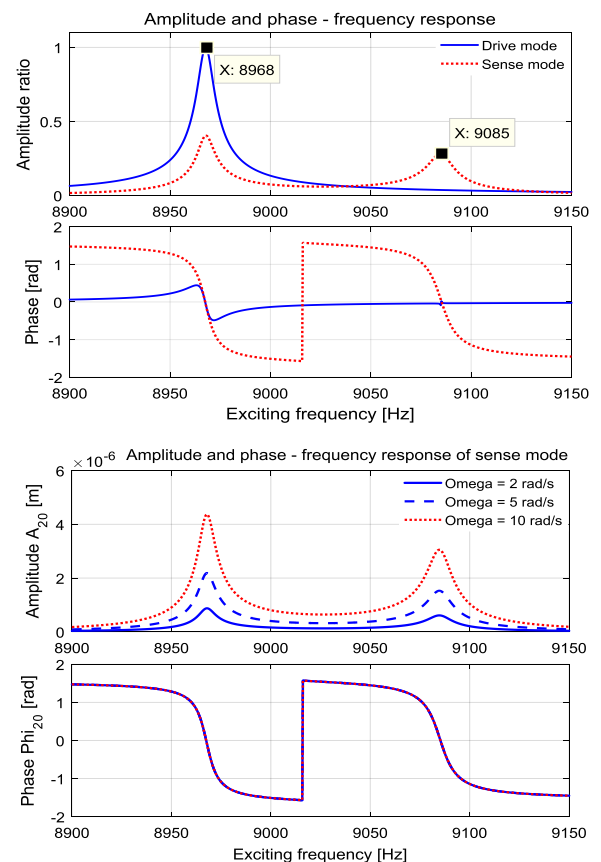 Amplitude and phase - frequency response
Amplitude ratio
1
0.5
0
Drive mode
Sense mode
X: 8968
X: 9085
8900 8950 9000 9050 9100 9150
Phase [rad]
2
1
0
-1
-2
8900 8950 9000 9050 9100 9150
Exciting frequency [Hz]
×10-6 Amplitude and phase - frequency response of sense mode
Amplitude A20 [m]
6
4
2
0
Omega = 2 rad/s
Omega = 5 rad/s
Omega = 10 rad/s
8900 8950 9000 9050 9100 9150
Phase Phi20 [rad]
2
1
0
-1
-2
8900 8950 9000 9050 9100 9150
Exciting frequency [Hz]